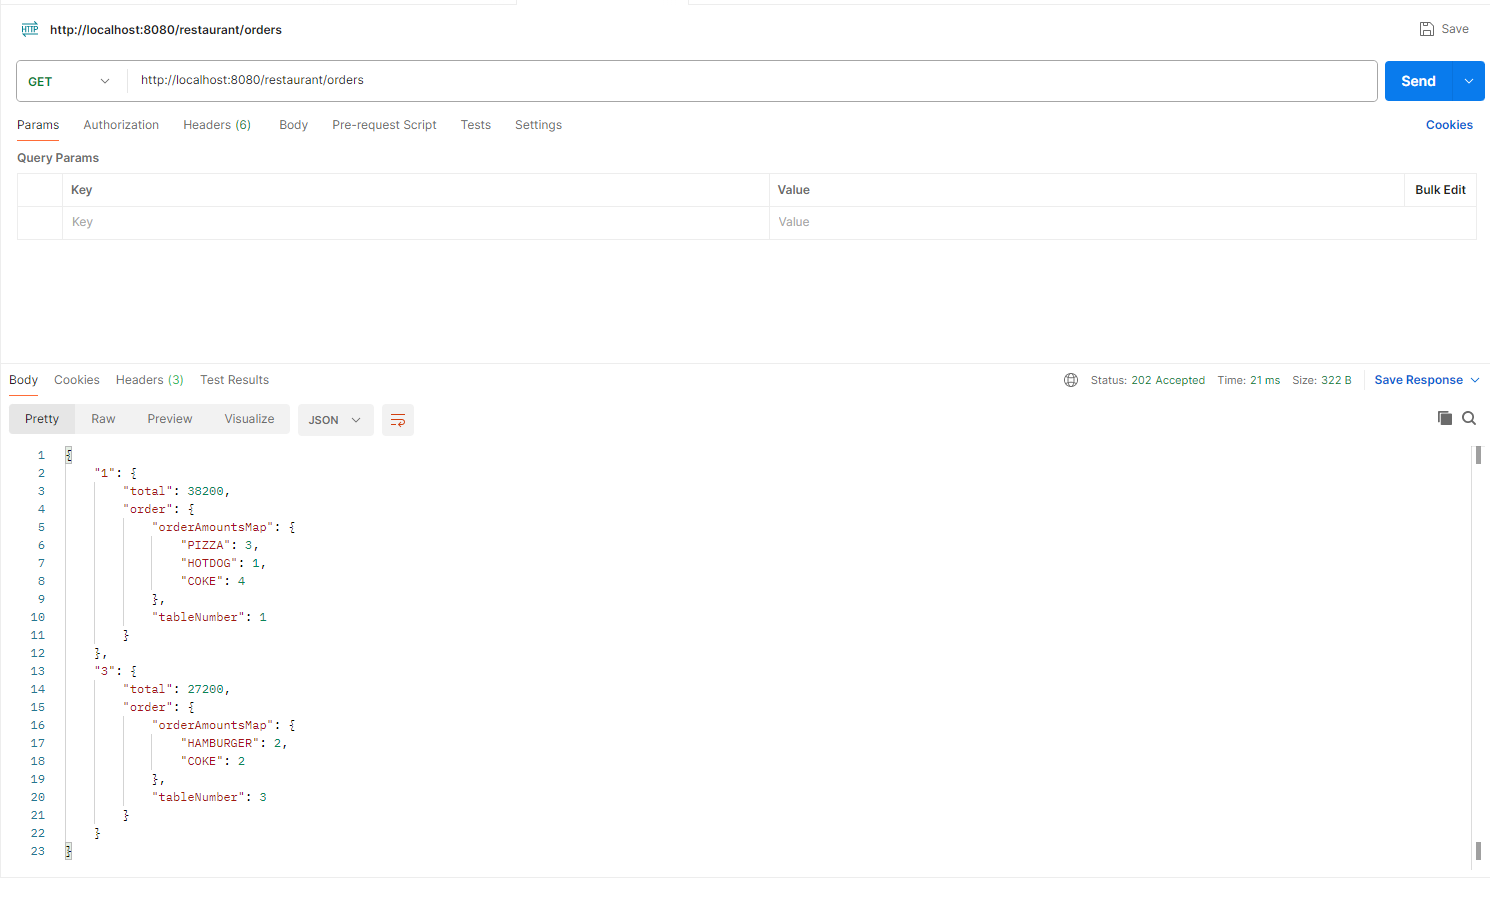 HTTP http://localhost:8080/restaurant/orders Save
GET http://localhost:8080/restaurant/orders Send
Params Authorization Headers (6) Body Pre-request Script Tests Settings Cookies
Query Params
Key Value Bulk Edit
Key Value
Body Cookies Headers (3) Test Results Status: 202 Accepted Time: 21 ms Size: 322 B Save Response
Pretty Raw Preview Visualize JSON
1 {
2 "1": {
3 "total": 38200,
4 "order": {
5 "orderAmountsMap": {
6 "PIZZA": 3,
7 "HOTDOG": 1,
8 "COKE": 4
9 },
10 "tableNumber": 1
11 }
12 },
13 "3": {
14 "total": 27200,
15 "order": {
16 "orderAmountsMap": {
17 "HAMBURGER": 2,
18 "COKE": 2
19 },
20 "tableNumber": 3
21 }
22 }
23 }